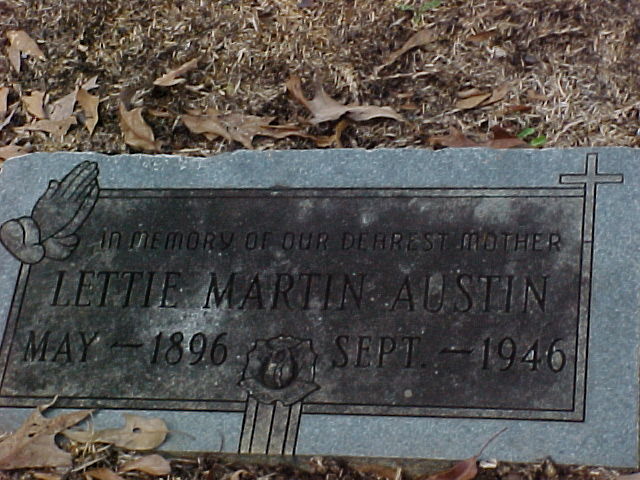 IN MEMORY OF OUR DEAREST MOTHER
LETTIE MARTIN AUSTIN
MAY — 1896 SEPT. — 1946